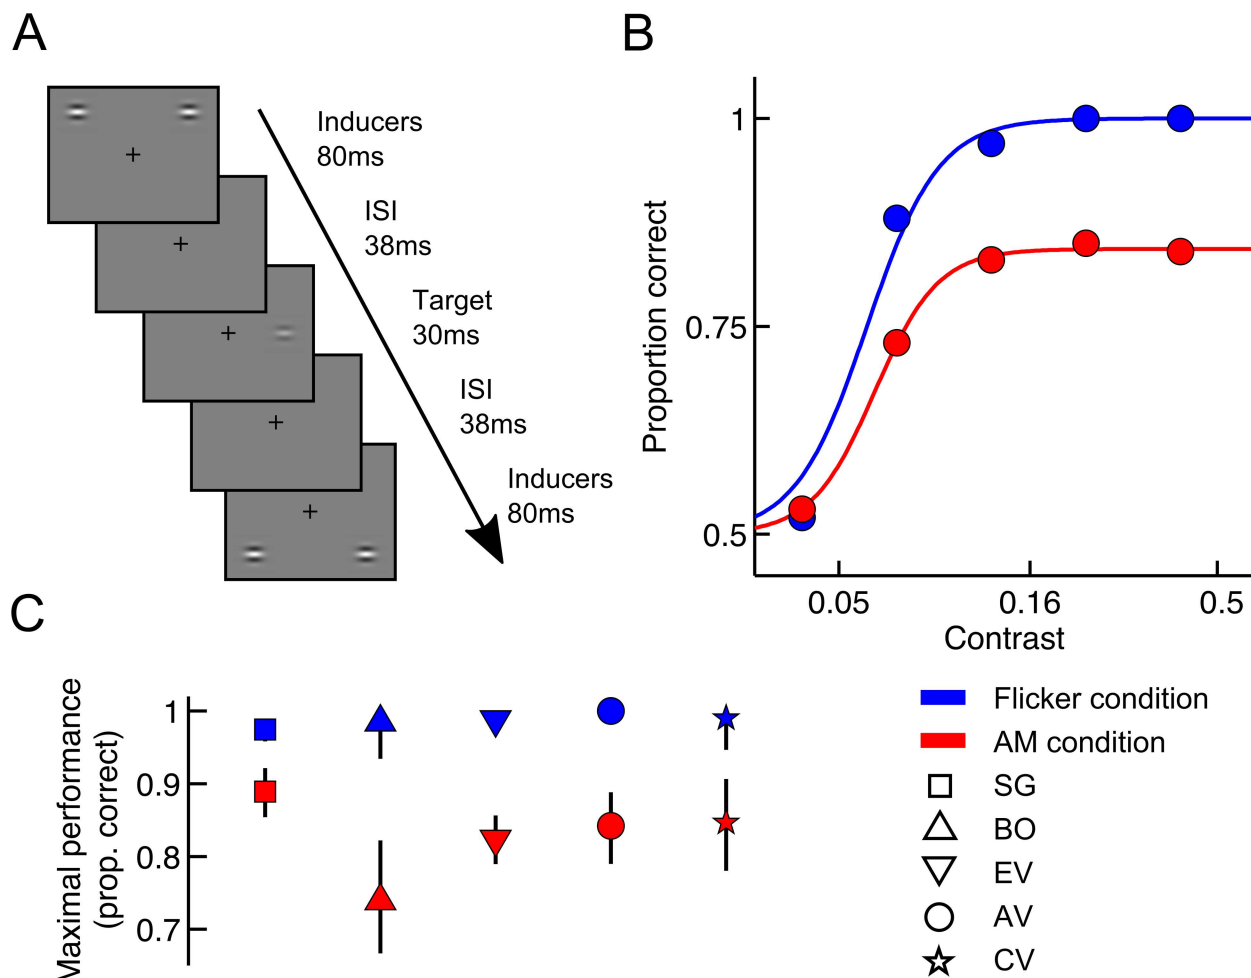 A
Inducers
80ms
ISI
38ms
Target
30ms
ISI
38ms
Inducers
80ms
B
Proportion correct
1
0.75
0.5
0.05
0.16
0.5
Contrast
C
Maximal performance
(prop. correct)
1
0.9
0.8
0.7
Flicker condition
AM condition
SG
BO
EV
AV
CV